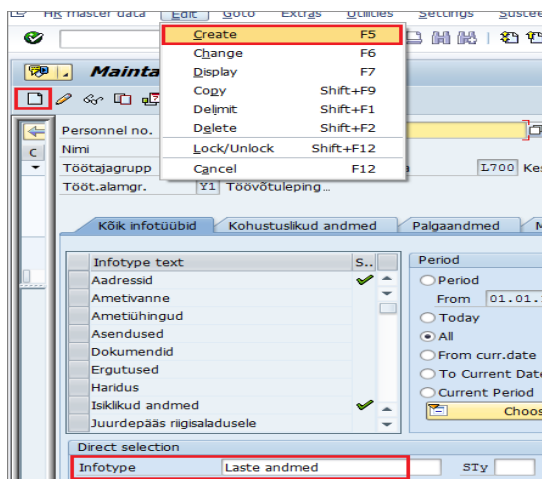 HR master data Edit Goto Extras Utilities Settings
Create F5
Change F6
Display F7
Copy Shift+F9
Delimit Shift+F1
Delete Shift+F2
Lock/Unlock Shift+F12
Cancel F12
Mainta
Personnel no.
C
Nimi
Töötajagrupp a L700 Kes
Tööt.alamgr. Y1 Töövõtuleping...
Kõik infotüübid Kohustuslikud andmed Palgaandmed M
Infotype text S..
Aadressid
Ametivanne
Ametiühingud
Asendused
Dokumendid
Ergutused
Haridus
Isiklikud andmed
Juurdepääs riigisaladusele
Period
Period
From 01.01.
Today
All
From curr.date
To Current Date
Current Period
Choos
Direct selection
Infotype Laste andmed STy